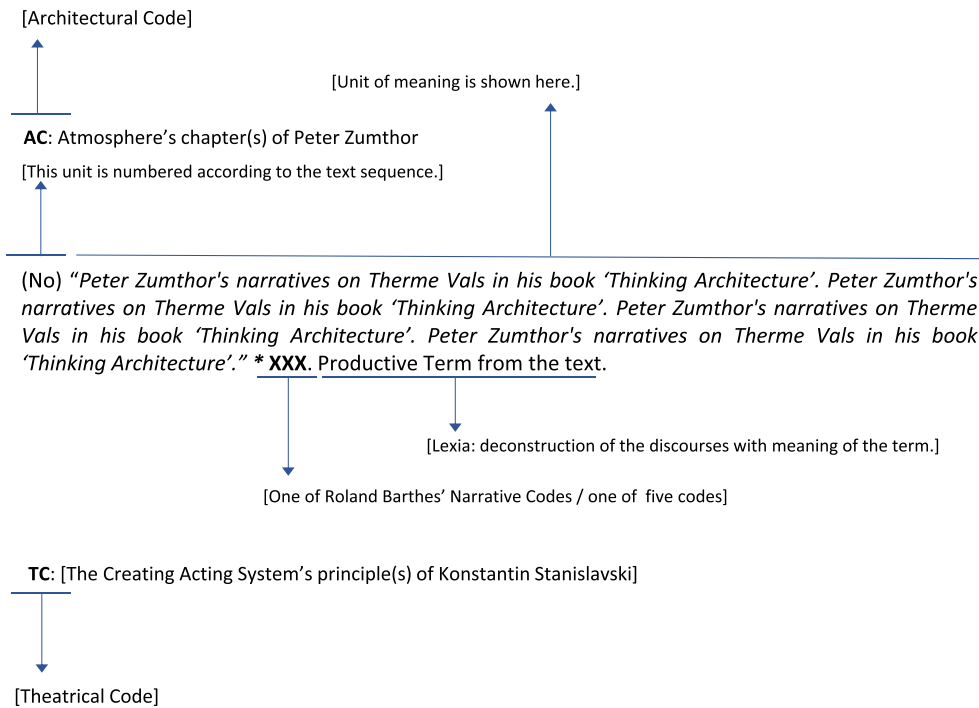 [Architectural Code]
[Unit of meaning is shown here.]
AC: Atmosphere’s chapter(s) of Peter Zumthor
[This unit is numbered according to the text sequence.]
(No) “Peter Zumthor's narratives on Therme Vals in his book ‘Thinking Architecture’. Peter Zumthor's
narratives on Therme Vals in his book ‘Thinking Architecture’. Peter Zumthor's narratives on Therme
Vals in his book ‘Thinking Architecture’. Peter Zumthor's narratives on Therme Vals in his book
‘Thinking Architecture’.” * XXX. Productive Term from the text.
[Lexia: deconstruction of the discourses with meaning of the term.]
[One of Roland Barthes’ Narrative Codes / one of five codes]
TC: [The Creating Acting System’s principle(s) of Konstantin Stanislavski]
[Theatrical Code]